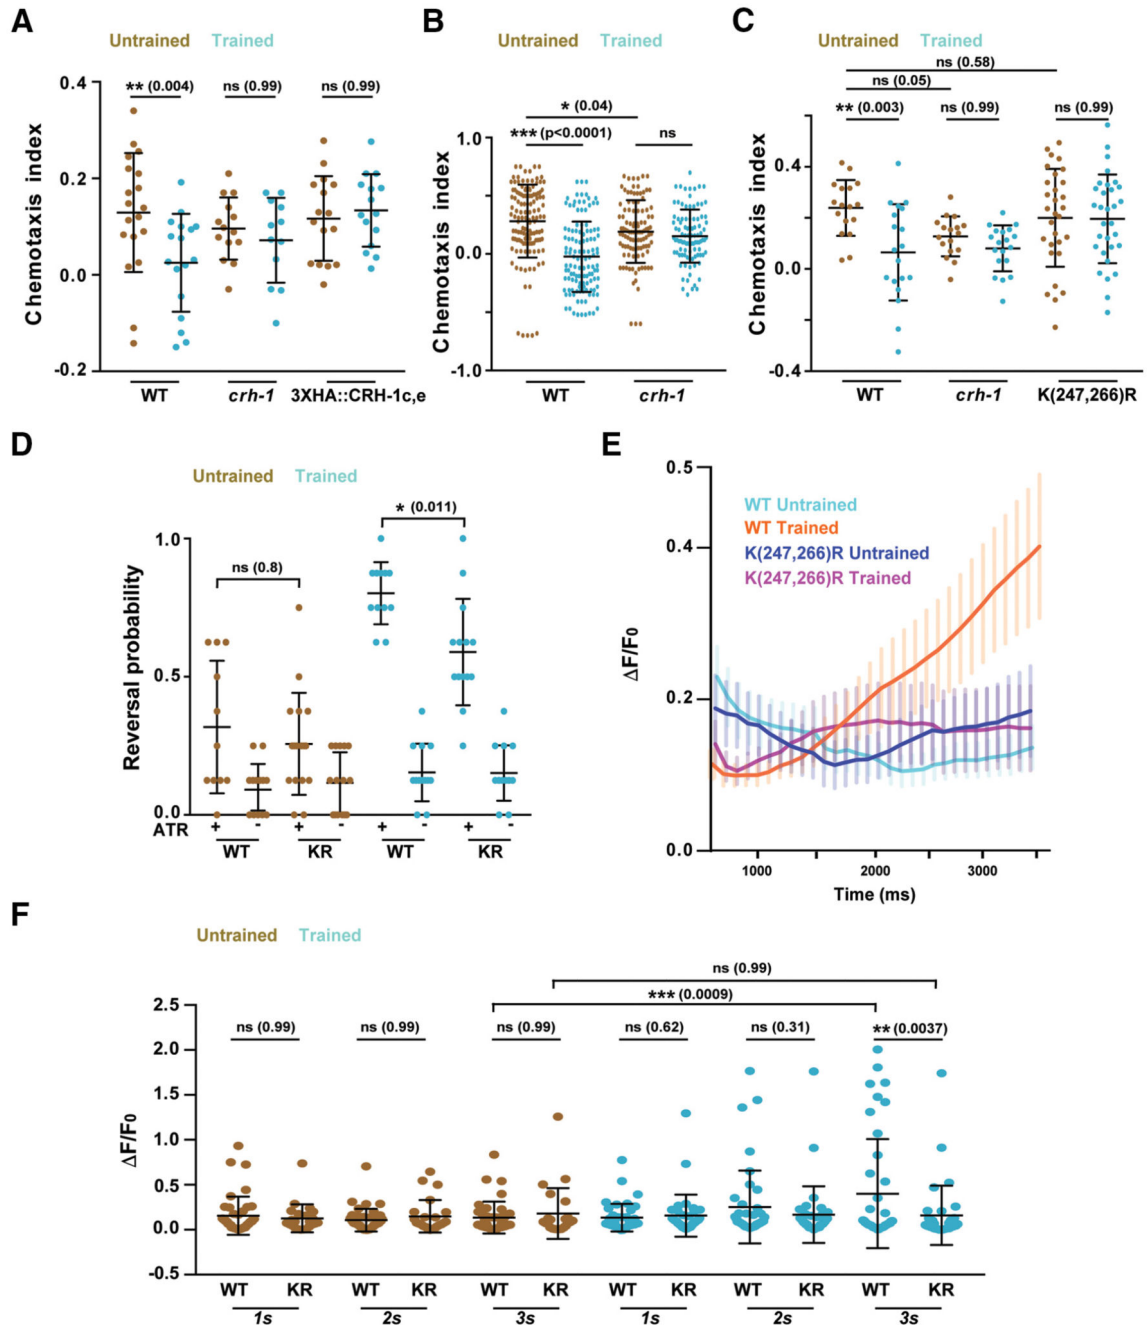 A
Untrained Trained
Chemotaxis index
0.4
0.2
0.0
-0.2
** (0.004)
ns (0.99)
ns (0.99)
WT
crh-1
3XHA::CRH-1c,e
B
Untrained Trained
Chemotaxis index
1.0
0.0
-1.0
* (0.04)
*** (p<0.0001)
ns
WT
crh-1
C
Untrained Trained
Chemotaxis index
0.4
0.0
-0.4
ns (0.58)
ns (0.05)
** (0.003)
ns (0.99)
ns (0.99)
WT
crh-1
K(247,266)R
D
Untrained Trained
Reversal probability
1.0
0.5
0.0
* (0.011)
ns (0.8)
ATR + - + - + - + -
WT KR WT KR
E
ΔF/F0
0.5
0.4
0.2
0.0
WT Untrained
WT Trained
K(247,266)R Untrained
K(247,266)R Trained
1000 2000 3000
Time (ms)
F
Untrained Trained
ΔF/F0
2.5
2.0
1.5
1.0
0.5
0.0
-0.5
ns (0.99)
*** (0.0009)
ns (0.99) ns (0.99) ns (0.99) ns (0.62) ns (0.31) ** (0.0037)
WT KR WT KR WT KR WT KR WT KR WT KR
1s 2s 3s 1s 2s 3s